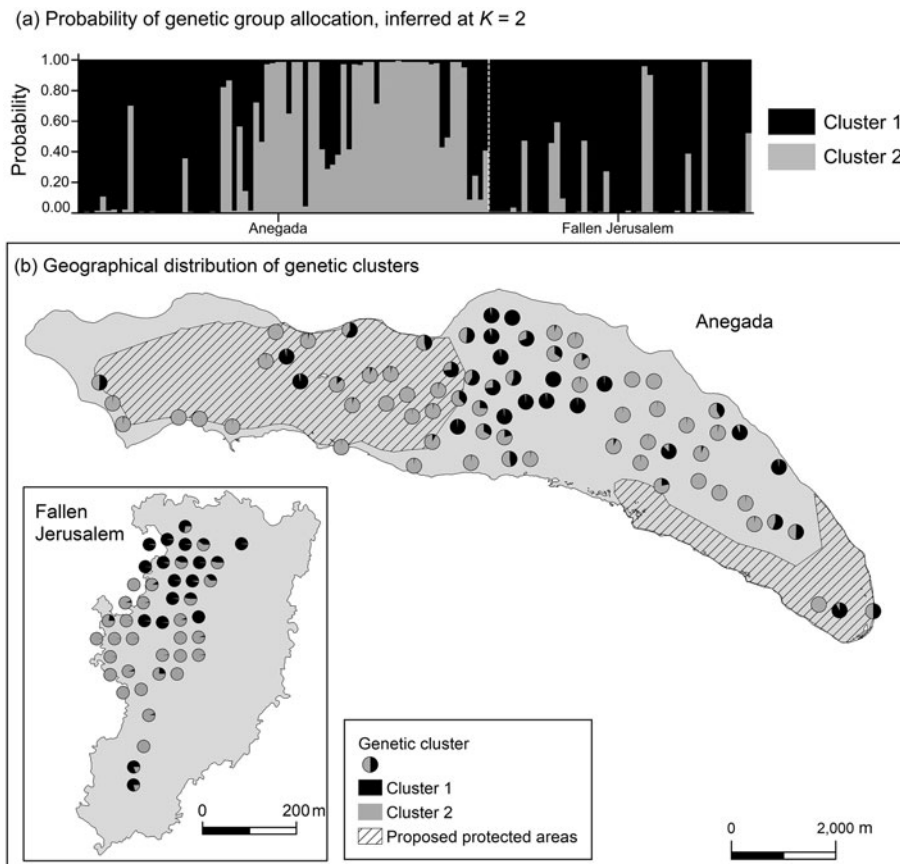 (a) Probability of genetic group allocation, inferred at K = 2
1.00
0.80
0.60
0.40
0.20
0.00
Probability
Cluster 1
Cluster 2
Anegada
Fallen Jerusalem
(b) Geographical distribution of genetic clusters
Anegada
Fallen
Jerusalem
0
200 m
Genetic cluster
Cluster 1
Cluster 2
Proposed protected areas
0
2,000 m